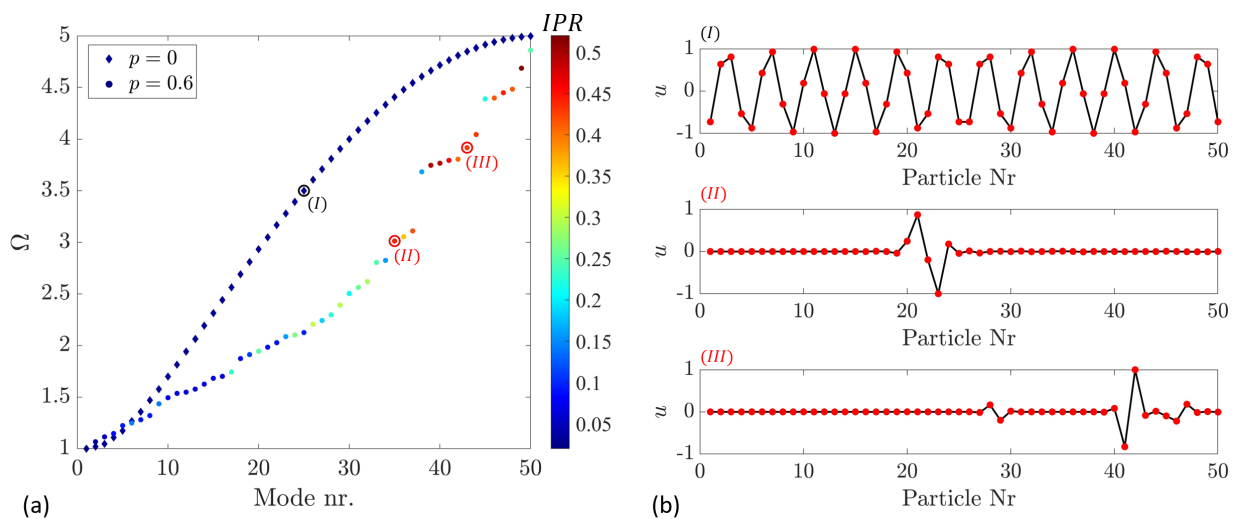 IPR
5
4.5
4
3.5
3
2.5
2
1.5
1
Ω
p = 0
p = 0.6
(I)
(II)
(III)
0
10
20
30
40
50
Mode nr.
0.5
0.45
0.4
0.35
0.3
0.25
0.2
0.15
0.1
0.05
(a)
(I)
1
0
-1
u
0 10 20 30 40 50
Particle Nr
(II)
1
0
-1
u
0 10 20 30 40 50
Particle Nr
(III)
1
0
-1
u
0 10 20 30 40 50
Particle Nr
(b)